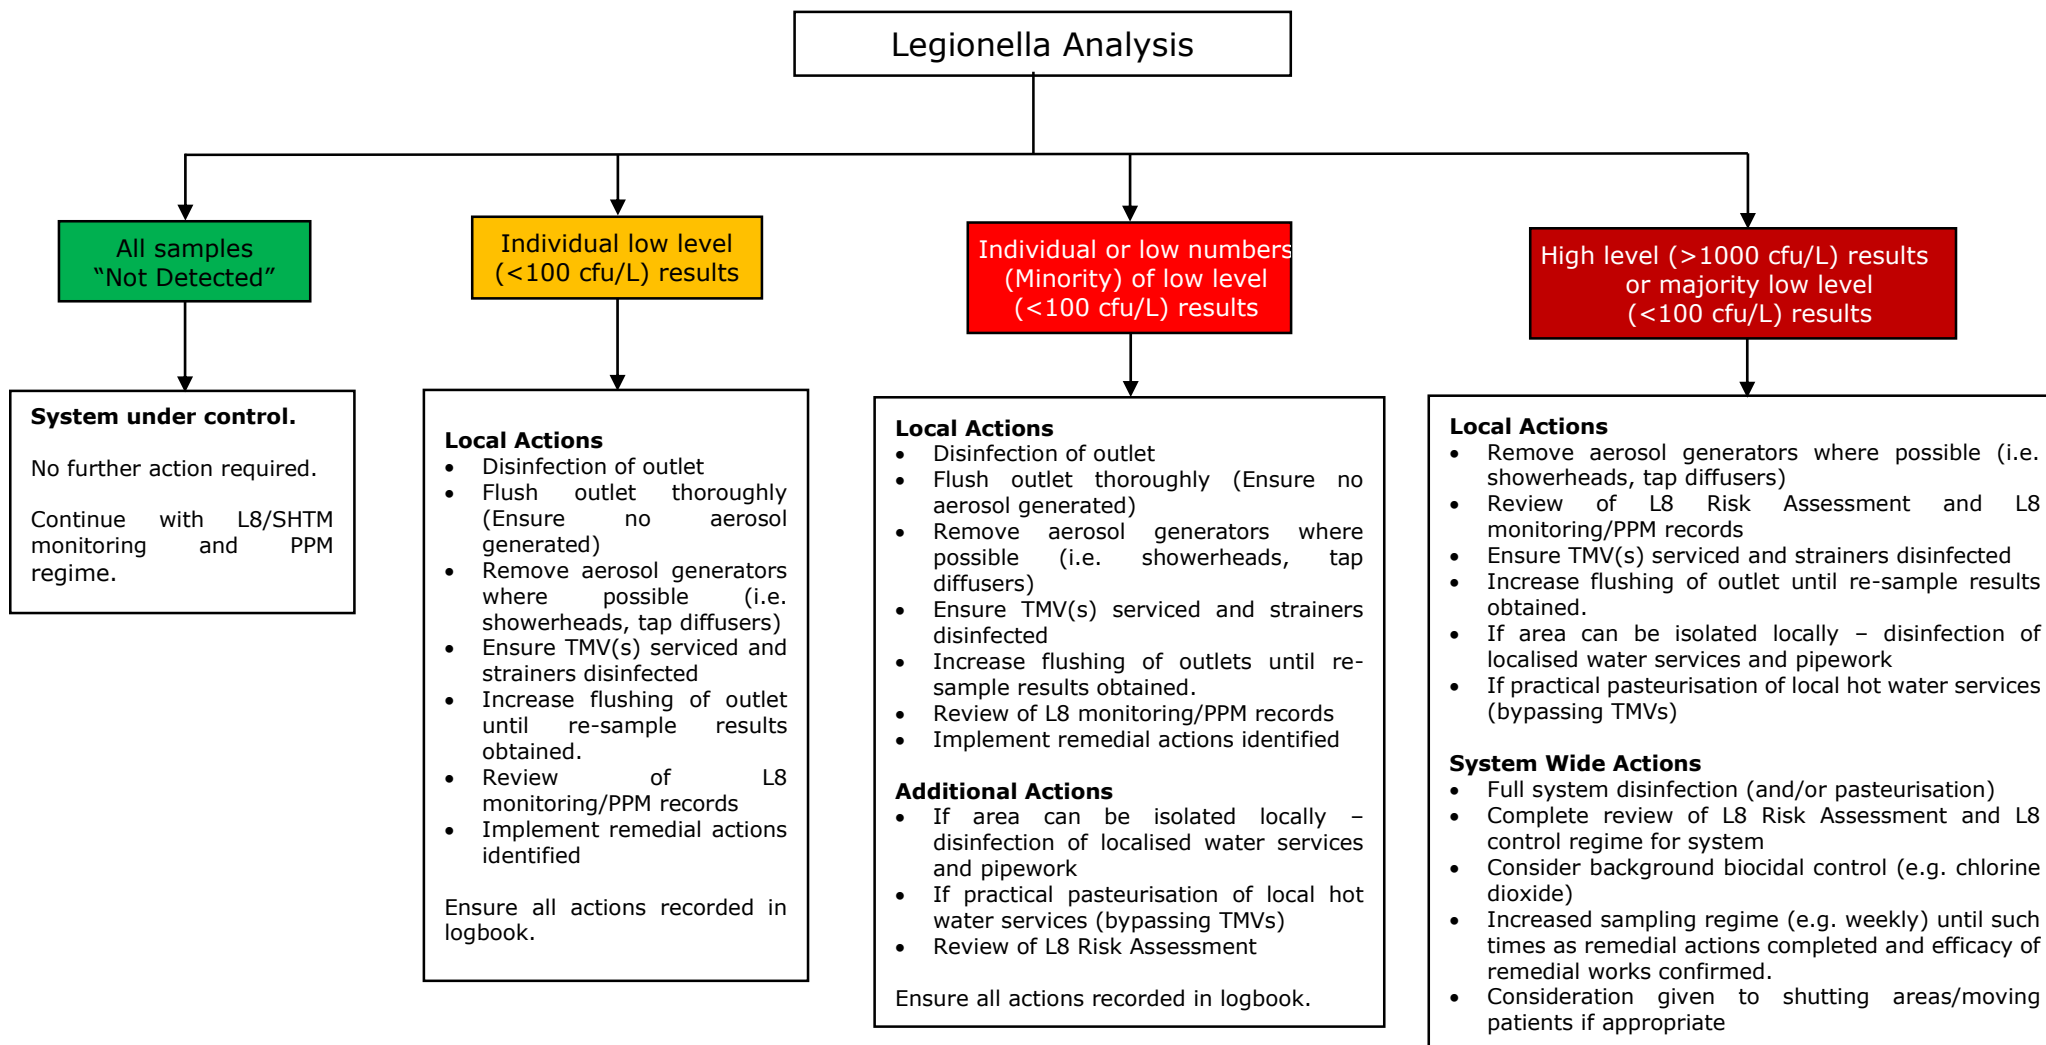 Legionella Analysis
All samples
“Not Detected”
System under control.
No further action required.
Continue with L8/SHTM
monitoring and PPM
regime.
Individual low level
(<100 cfu/L) results
Local Actions
• Disinfection of outlet
• Flush outlet thoroughly
(Ensure no aerosol
generated)
• Remove aerosol generators
where possible (i.e.
showerheads, tap diffusers)
• Ensure TMV(s) serviced and
strainers disinfected
• Increase flushing of outlet
until re-sample results
obtained.
• Review of L8
monitoring/PPM records
• Implement remedial actions
identified
Ensure all actions recorded in
logbook.
Individual or low numbers
(Minority) of low level
(<100 cfu/L) results
Local Actions
• Disinfection of outlet
• Flush outlet thoroughly (Ensure no
aerosol generated)
• Remove aerosol generators where
possible (i.e. showerheads, tap
diffusers)
• Ensure TMV(s) serviced and strainers
disinfected
• Increase flushing of outlets until re-
sample results obtained.
• Review of L8 monitoring/PPM records
• Implement remedial actions identified
Additional Actions
• If area can be isolated locally –
disinfection of localised water services
and pipework
• If practical pasteurisation of local hot
water services (bypassing TMVs)
• Review of L8 Risk Assessment
Ensure all actions recorded in logbook.
High level (>1000 cfu/L) results
or majority low level
(<100 cfu/L) results
Local Actions
• Remove aerosol generators where possible (i.e.
showerheads, tap diffusers)
• Review of L8 Risk Assessment and L8
monitoring/PPM records
• Ensure TMV(s) serviced and strainers disinfected
• Increase flushing of outlet until re-sample results
obtained.
• If area can be isolated locally – disinfection of
localised water services and pipework
• If practical pasteurisation of local hot water services
(bypassing TMVs)
System Wide Actions
• Full system disinfection (and/or pasteurisation)
• Complete review of L8 Risk Assessment and L8
control regime for system
• Consider background biocidal control (e.g. chlorine
dioxide)
• Increased sampling regime (e.g. weekly) until such
times as remedial actions completed and efficacy of
remedial works confirmed.
• Consideration given to shutting areas/moving
patients if appropriate